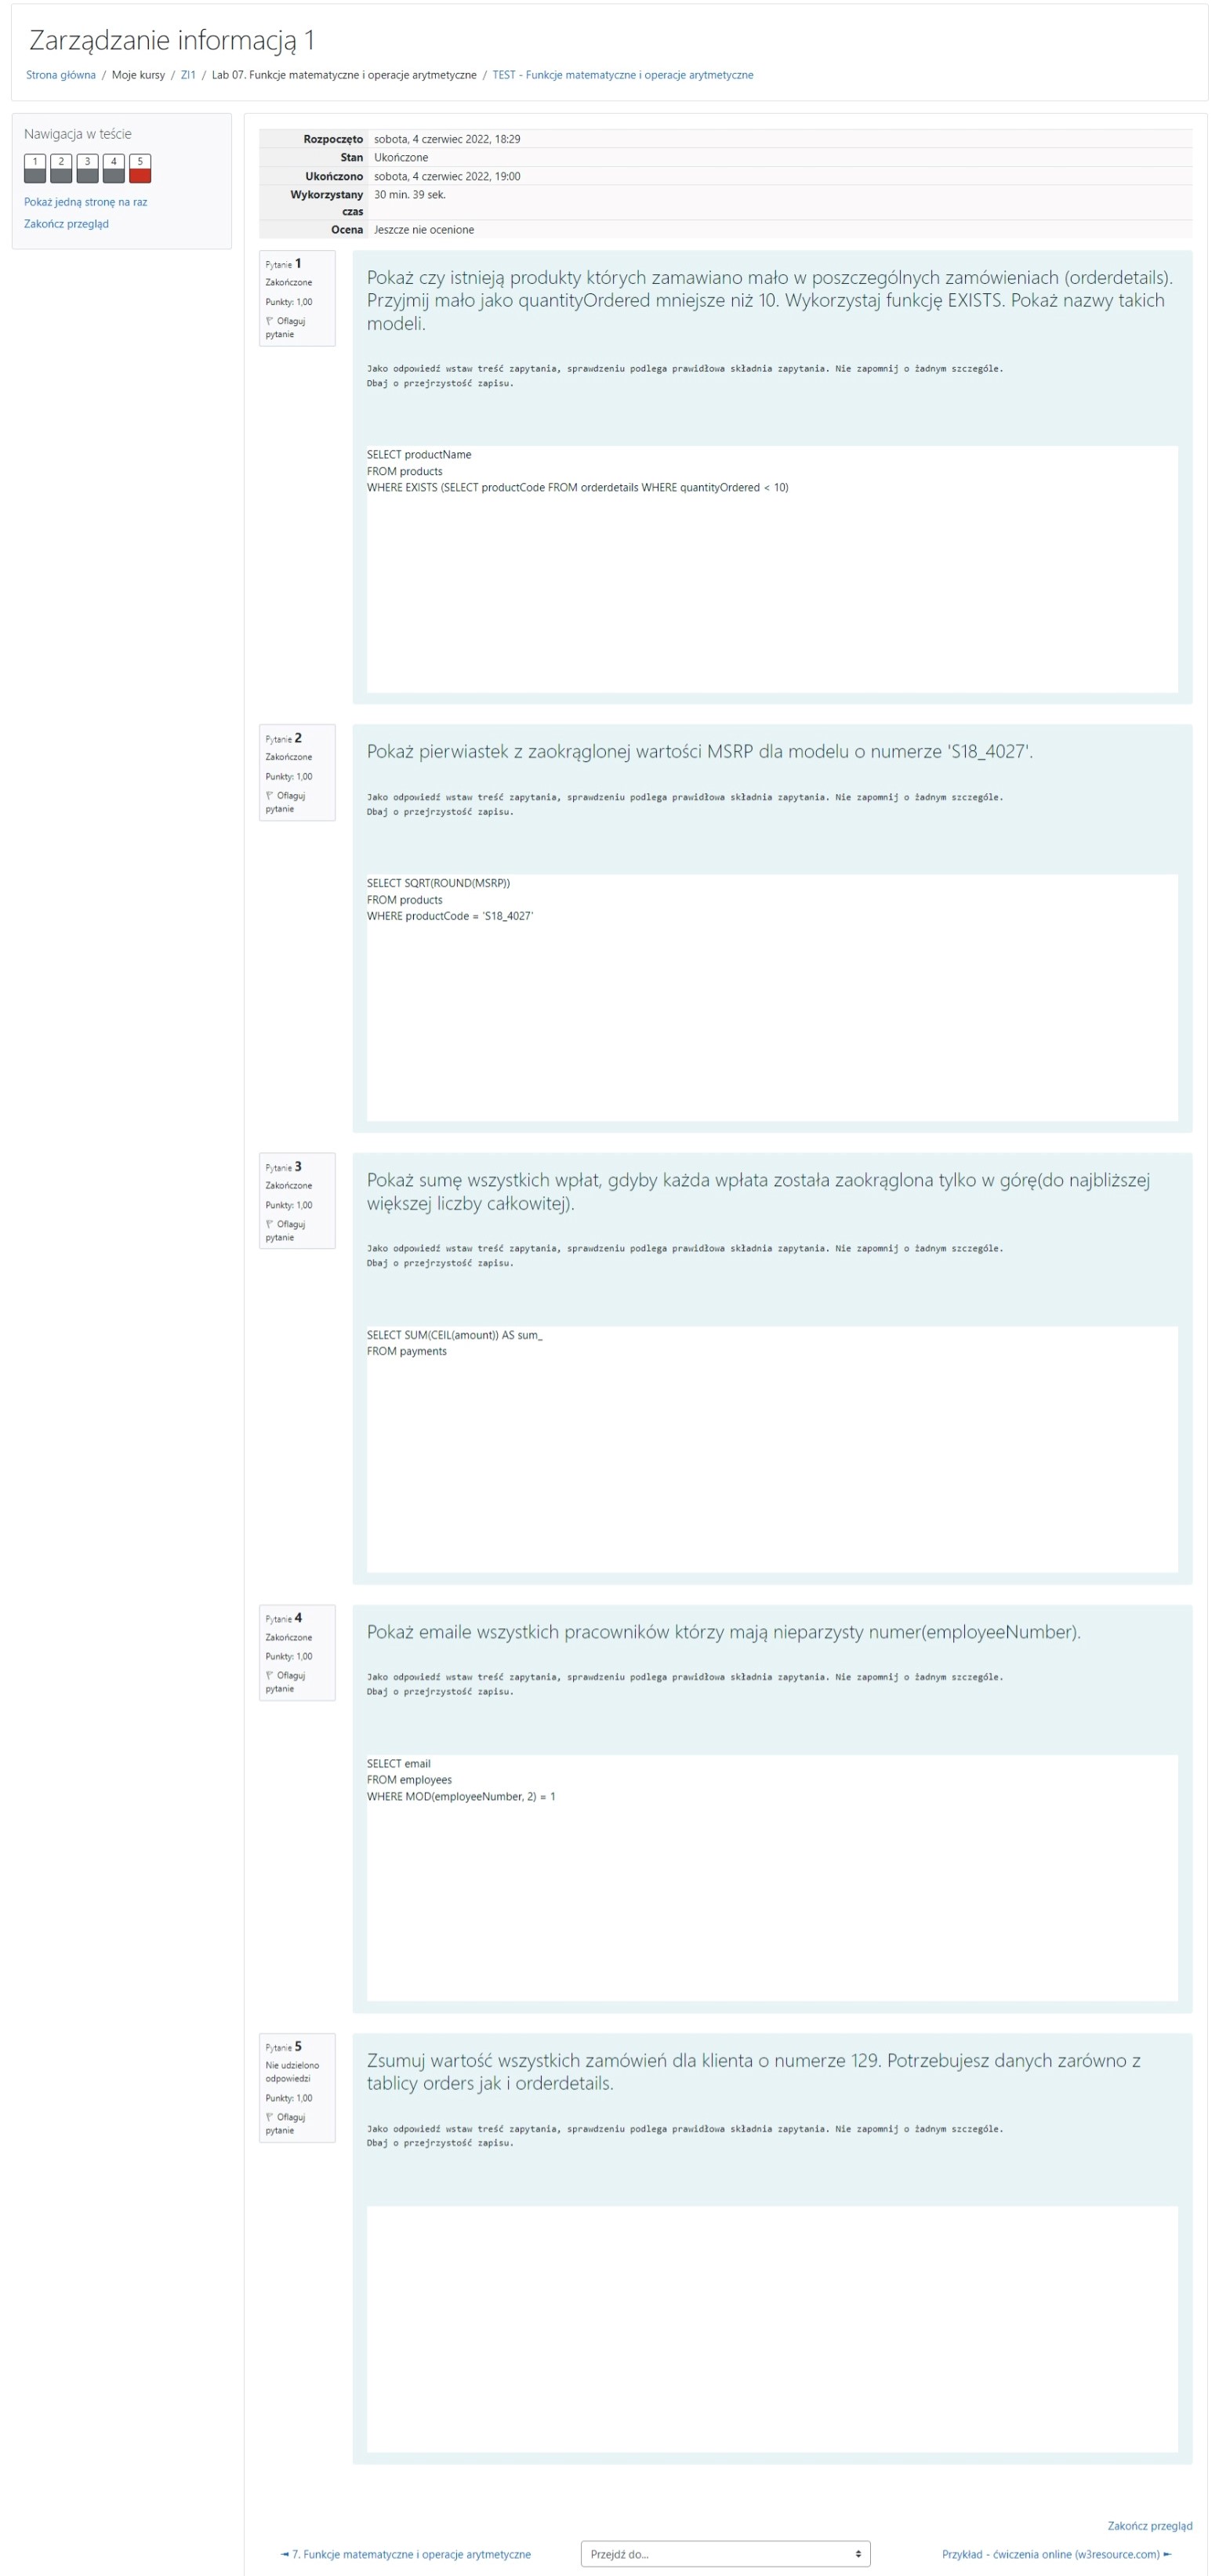 Zarządzanie informacją 1
Strona główna / Moje kursy / ZI1 / Lab 07. Funkcje matematyczne i operacje arytmetyczne / TEST - Funkcje matematyczne i operacje arytmetyczne
Nawigacja w teście
1 2 3 4 5
Pokaż jedną stronę na raz
Zakończ przegląd
Rozpoczęto sobota, 4 czerwiec 2022, 18:29
Stan Ukończone
Ukończono sobota, 4 czerwiec 2022, 19:00
Wykorzystany 30 min. 39 sek.
czas
Ocena Jeszcze nie ocenione
Pytanie 1
Zakończone
Punkty: 1,00
Oflaguj
pytanie
Pokaż czy istnieją produkty których zamawiano mało w poszczególnych zamówieniach (orderdetails).
Przyjmij mało jako quantityOrdered mniejsze niż 10. Wykorzystaj funkcję EXISTS. Pokaż nazwy takich
modeli.
Jako odpowiedź wstaw treść zapytania, sprawdzeniu podlega prawidłowa składnia zapytania. Nie zapomnij o żadnym szczególe.
Dbaj o przejrzystość zapisu.
SELECT productName
FROM products
WHERE EXISTS (SELECT productCode FROM orderdetails WHERE quantityOrdered < 10)
Pytanie 2
Zakończone
Punkty: 1,00
Oflaguj
pytanie
Pokaż pierwiastek z zaokrąglonej wartości MSRP dla modelu o numerze 'S18_4027'.
Jako odpowiedź wstaw treść zapytania, sprawdzeniu podlega prawidłowa składnia zapytania. Nie zapomnij o żadnym szczególe.
Dbaj o przejrzystość zapisu.
SELECT SQRT(ROUND(MSRP))
FROM products
WHERE productCode = 'S18_4027'
Pytanie 3
Zakończone
Punkty: 1,00
Oflaguj
pytanie
Pokaż sumę wszystkich wpłat, gdyby każda wpłata została zaokrąglona tylko w górę(do najbliższej
większej liczby całkowitej).
Jako odpowiedź wstaw treść zapytania, sprawdzeniu podlega prawidłowa składnia zapytania. Nie zapomnij o żadnym szczególe.
Dbaj o przejrzystość zapisu.
SELECT SUM(CEIL(amount)) AS sum_
FROM payments
Pytanie 4
Zakończone
Punkty: 1,00
Oflaguj
pytanie
Pokaż emaile wszystkich pracowników którzy mają nieparzysty numer(employeeNumber).
Jako odpowiedź wstaw treść zapytania, sprawdzeniu podlega prawidłowa składnia zapytania. Nie zapomnij o żadnym szczególe.
Dbaj o przejrzystość zapisu.
SELECT email
FROM employees
WHERE MOD(employeeNumber, 2) = 1
Pytanie 5
Nie udzielono
odpowiedzi
Punkty: 1,00
Oflaguj
pytanie
Zsumuj wartość wszystkich zamówień dla klienta o numerze 129. Potrzebujesz danych zarówno z
tablicy orders jak i orderdetails.
Jako odpowiedź wstaw treść zapytania, sprawdzeniu podlega prawidłowa składnia zapytania. Nie zapomnij o żadnym szczególe.
Dbaj o przejrzystość zapisu.
Zakończ przegląd
◄ 7. Funkcje matematyczne i operacje arytmetyczne
Przejdź do...
Przykład - ćwiczenia online (w3resource.com) ►